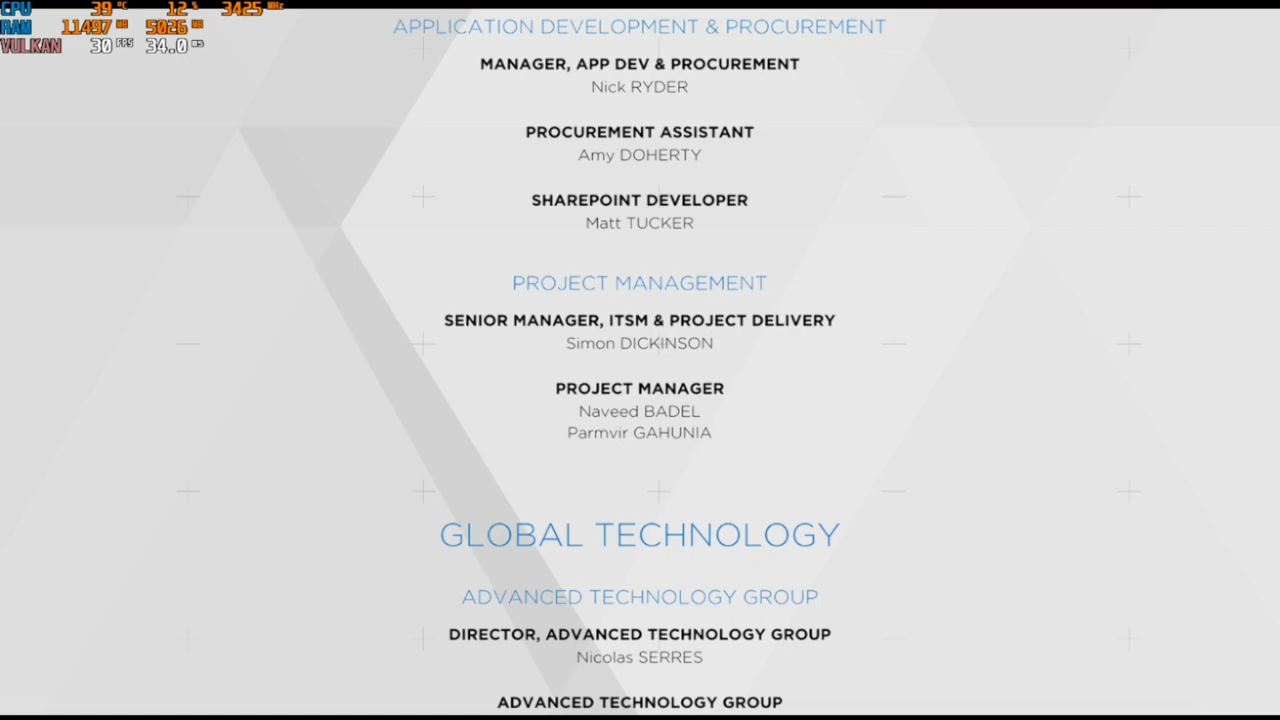 CPU 39 °C 12 % 3425 MHz
RAM 11497 MB 5026 MB
VULKAN 30 FPS 34.0 ms
APPLICATION DEVELOPMENT & PROCUREMENT
MANAGER, APP DEV & PROCUREMENT
Nick RYDER
PROCUREMENT ASSISTANT
Amy DOHERTY
SHAREPOINT DEVELOPER
Matt TUCKER
PROJECT MANAGEMENT
SENIOR MANAGER, ITSM & PROJECT DELIVERY
Simon DICKINSON
PROJECT MANAGER
Naveed BADEL
Parmvir GAHUNIA
GLOBAL TECHNOLOGY
ADVANCED TECHNOLOGY GROUP
DIRECTOR, ADVANCED TECHNOLOGY GROUP
Nicolas SERRES
ADVANCED TECHNOLOGY GROUP